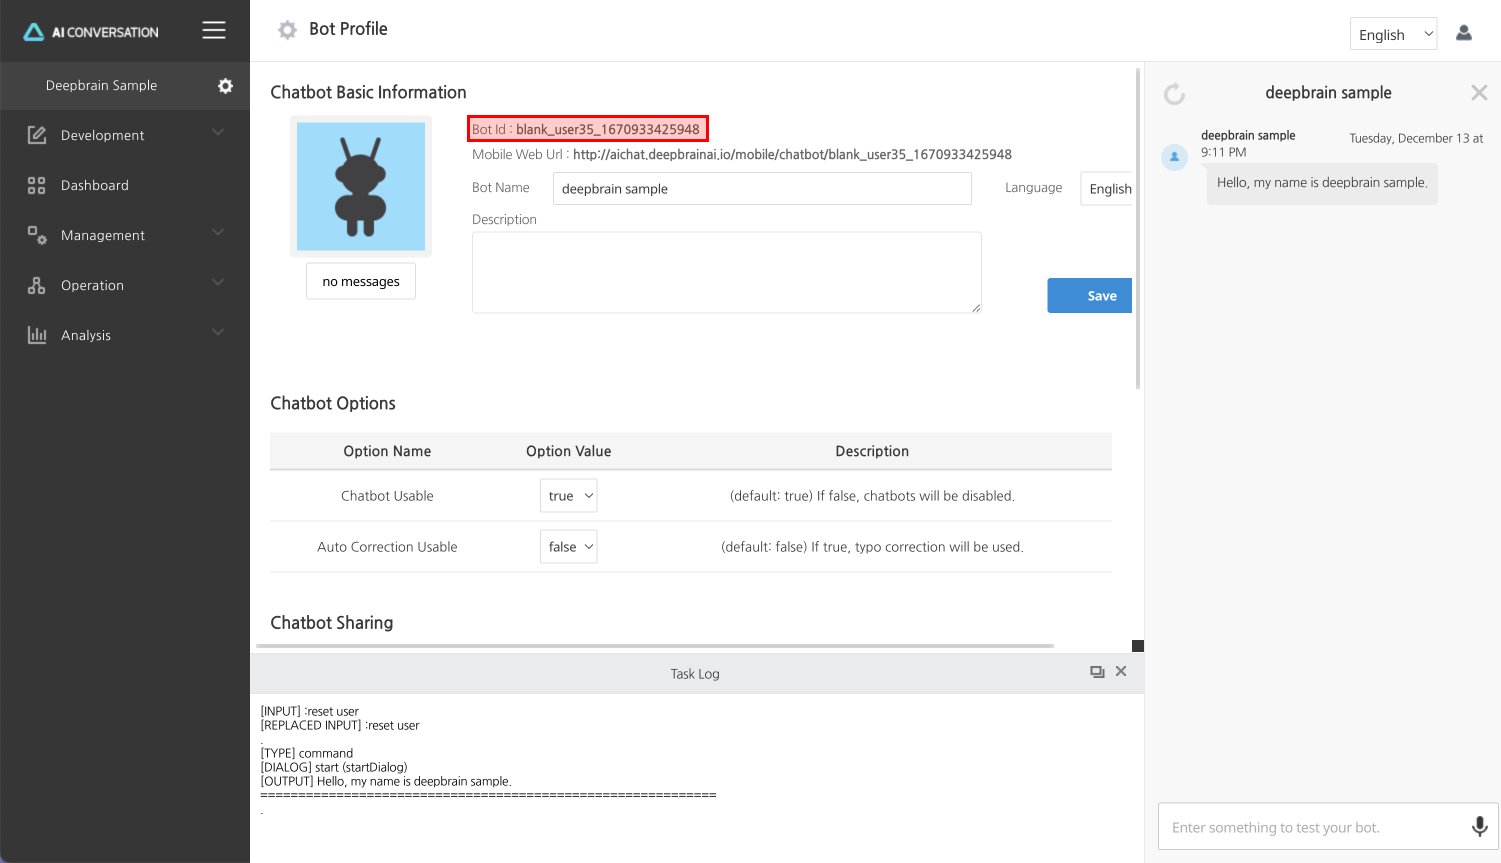 AI CONVERSATION
Bot Profile
English
Deepbrain Sample
Development
Dashboard
Management
Operation
Analysis
Chatbot Basic Information
Bot Id : blank_user35_1670933425948
Mobile Web Url : http://aichat.deepbrainai.io/mobile/chatbot/blank_user35_1670933425948
Bot Name deepbrain sample Language English
Description
no messages
Save
Chatbot Options
Option Name Option Value Description
Chatbot Usable true (default: true) If false, chatbots will be disabled.
Auto Correction Usable false (default: false) If true, typo correction will be used.
Chatbot Sharing
Task Log
[INPUT] :reset user
[REPLACED INPUT] :reset user
.
[TYPE] command
[DIALOG] start (startDialog)
[OUTPUT] Hello, my name is deepbrain sample.
============================================================
.
deepbrain sample
deepbrain sample
Tuesday, December 13 at
9:11 PM
Hello, my name is deepbrain sample.
Enter something to test your bot.